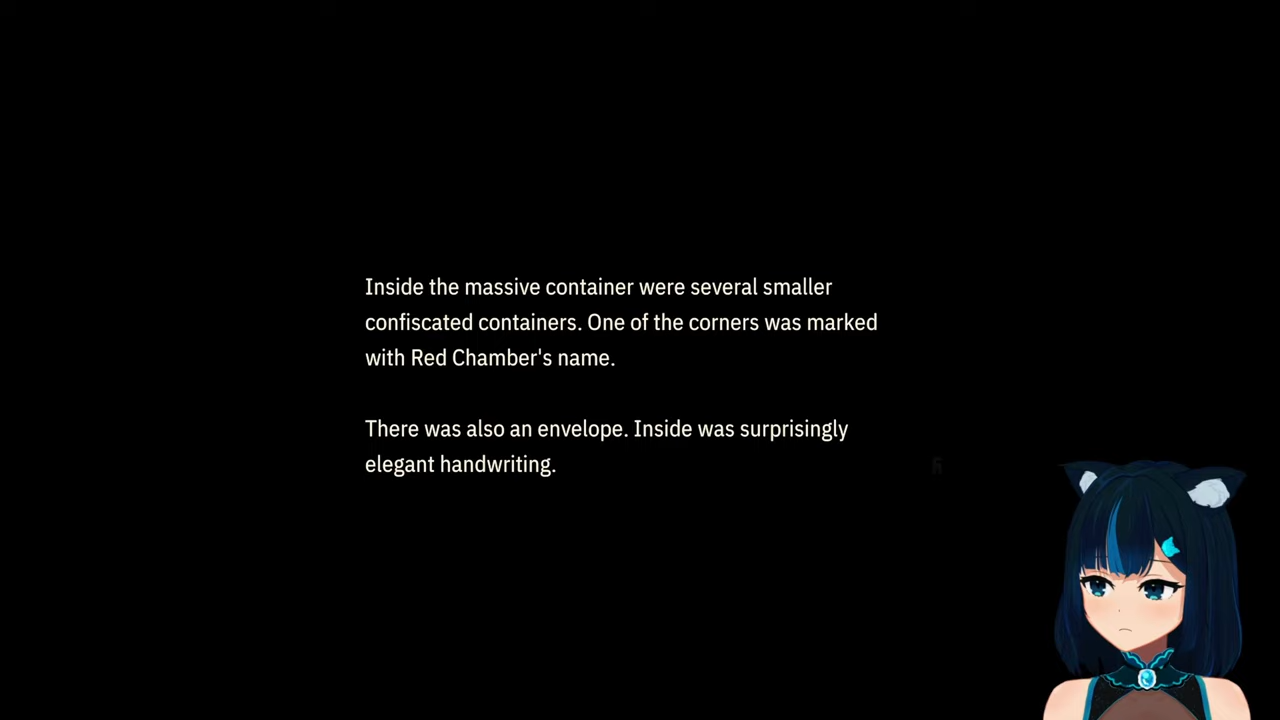 Inside the massive container were several smaller
confiscated containers. One of the corners was marked
with Red Chamber's name.
There was also an envelope. Inside was surprisingly
elegant handwriting.